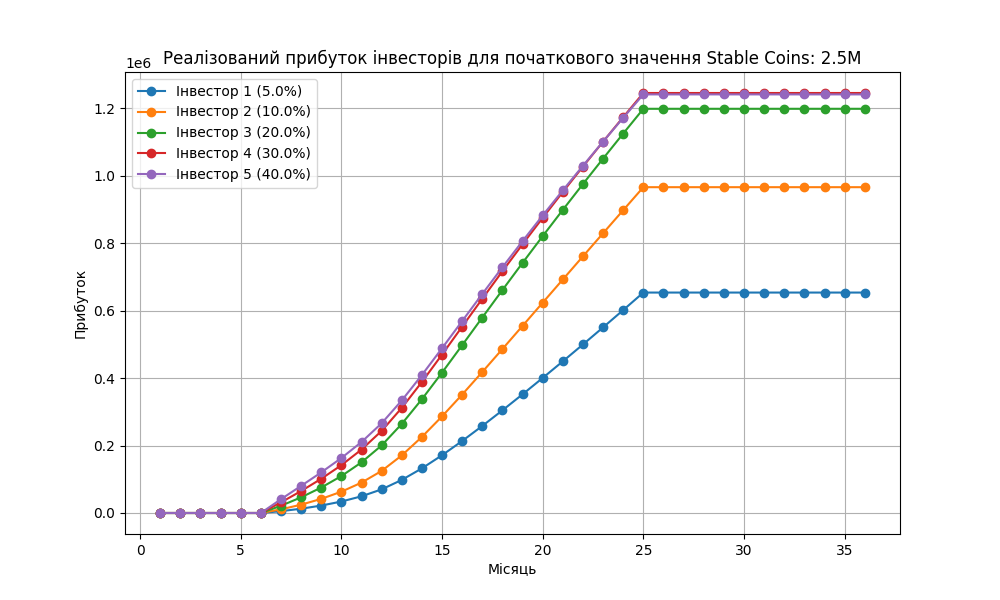 Реалізований прибуток інвесторів для початкового значення Stable Coins: 2.5M
1e6
Інвестор 1 (5.0%)
Інвестор 2 (10.0%)
Інвестор 3 (20.0%)
Інвестор 4 (30.0%)
Інвестор 5 (40.0%)
1.2
1.0
0.8
0.6
0.4
0.2
0.0
Прибуток
0 5 10 15 20 25 30 35
Місяць